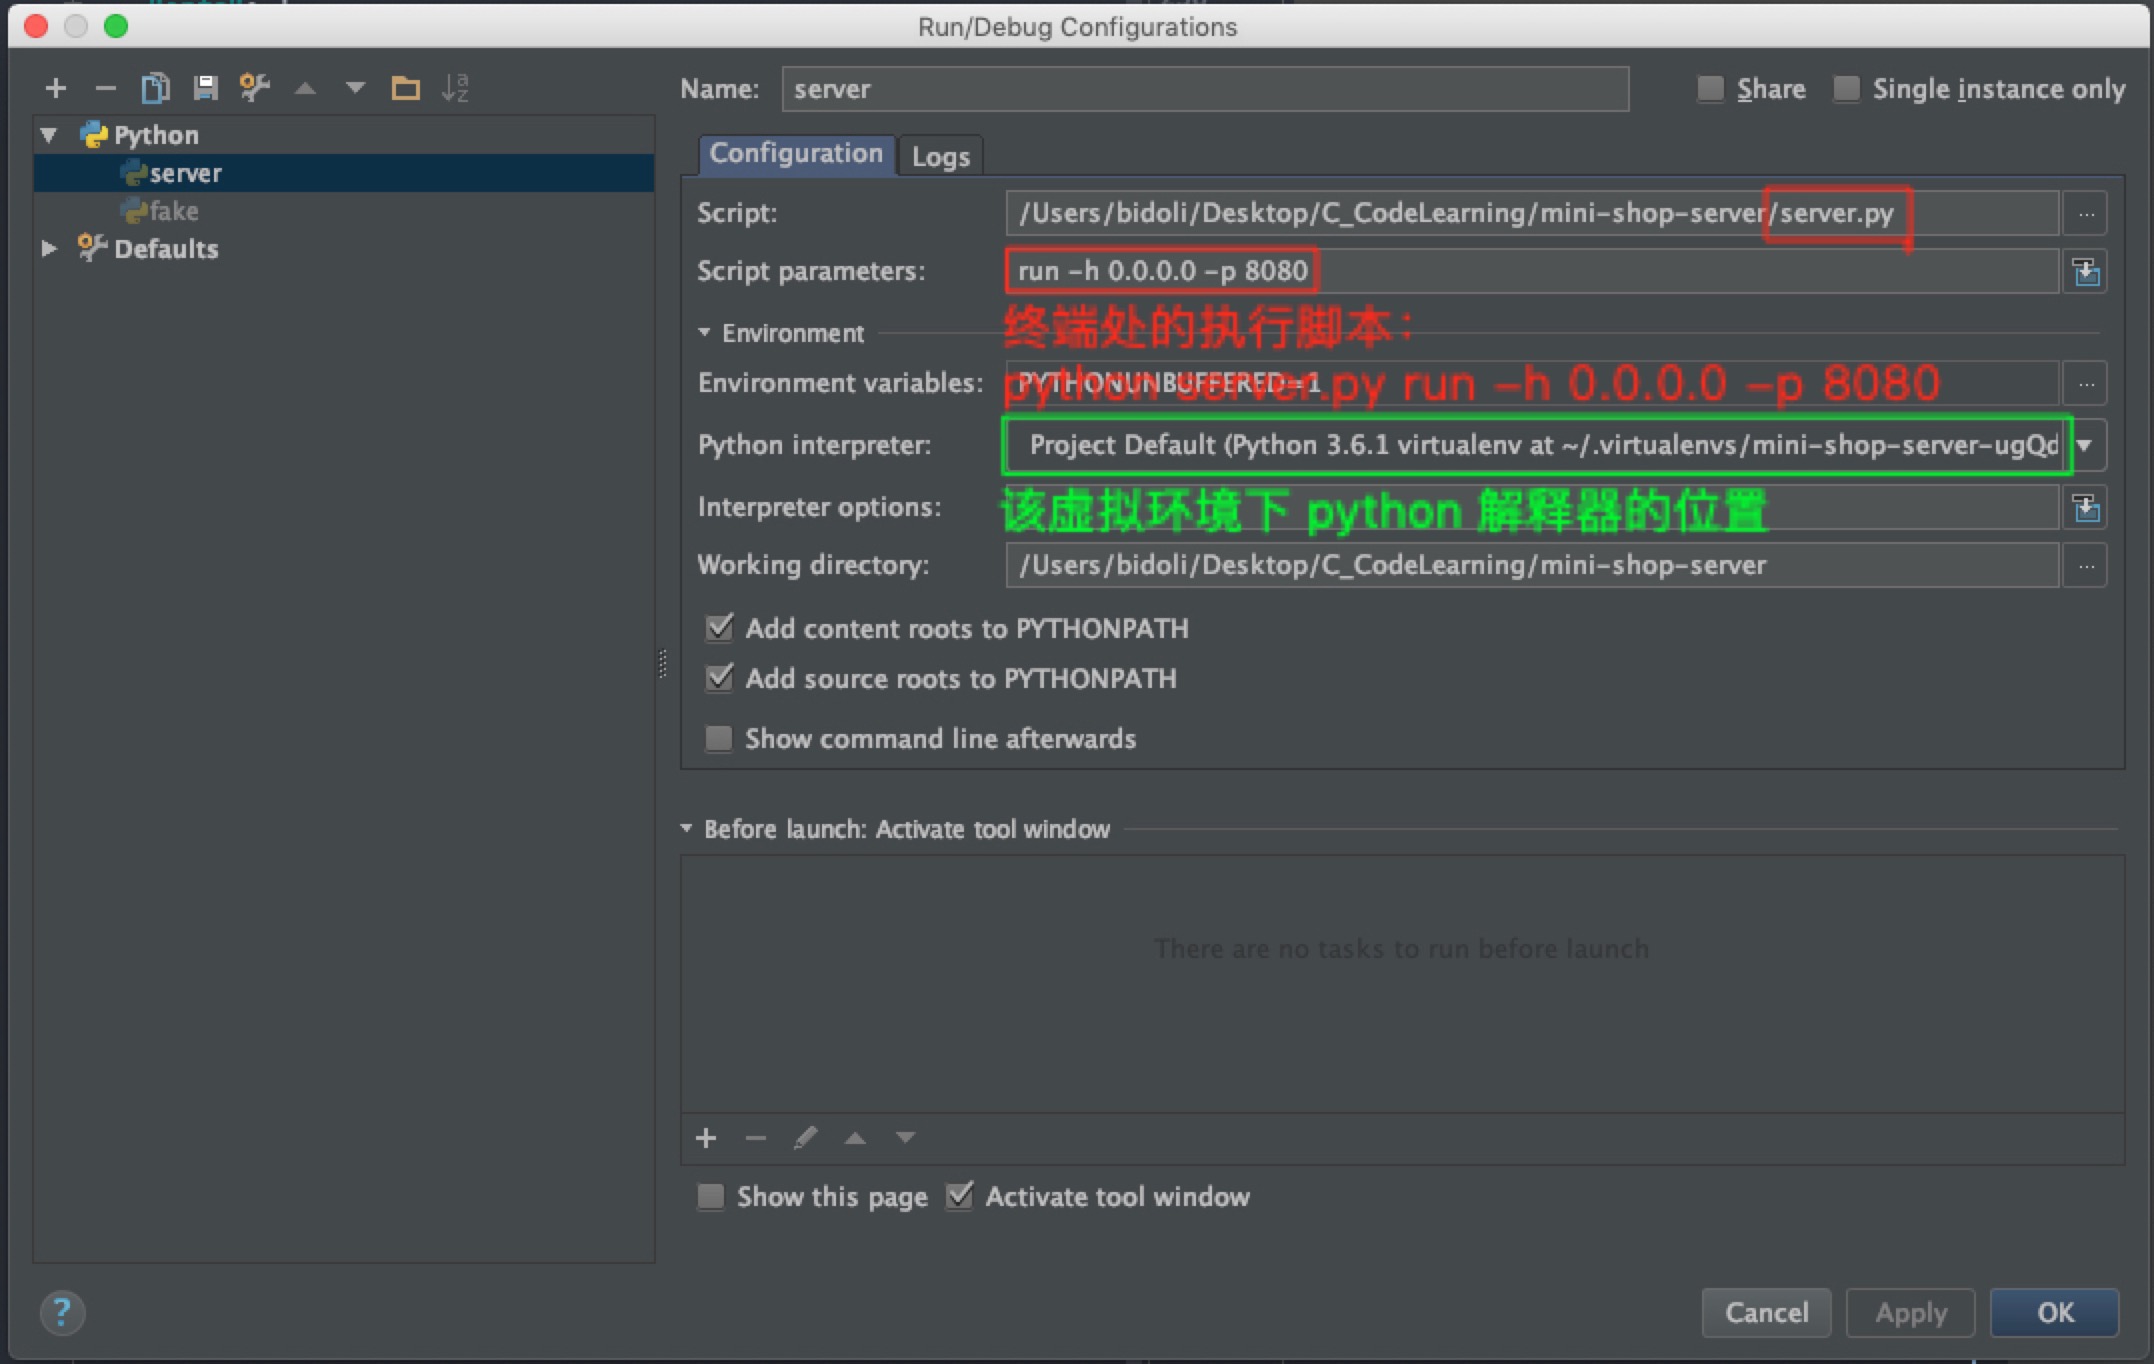 Run/Debug Configurations
Name: server
Share
Single instance only
Python
server
fake
Defaults
Configuration
Logs
Script: /Users/bidoli/Desktop/C_CodeLearning/mini-shop-server/server.py
Script parameters: run -h 0.0.0.0 -p 8080
终端处的执行脚本:
Environment
Environment variables: PYTHONUNBUFFERED=1
python server.py run -h 0.0.0.0 -p 8080
Python interpreter: Project Default (Python 3.6.1 virtualenv at ~/.virtualenvs/mini-shop-server-ugQd
Interpreter options:
该虚拟环境下 python 解释器的位置
Working directory: /Users/bidoli/Desktop/C_CodeLearning/mini-shop-server
Add content roots to PYTHONPATH
Add source roots to PYTHONPATH
Show command line afterwards
Before launch: Activate tool window
There are no tasks to run before launch
Show this page
Activate tool window
?
Cancel
Apply
OK